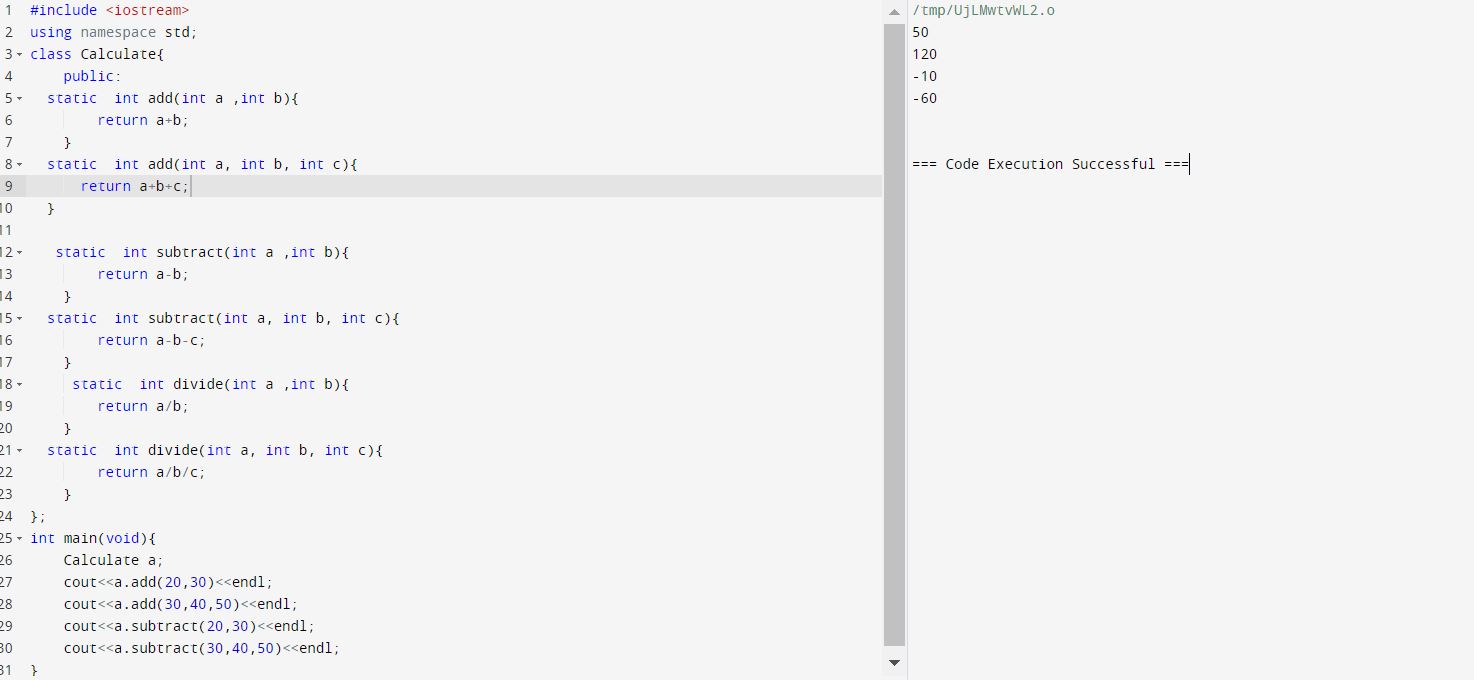 1 #include <iostream>
2 using namespace std;
3 class Calculate{
4     public:
5   static  int add(int a ,int b){
6         return a+b;
7     }
8   static  int add(int a, int b, int c){
9       return a+b+c;
10   }
11
12    static  int subtract(int a ,int b){
13         return a-b;
14     }
15   static  int subtract(int a, int b, int c){
16         return a-b-c;
17     }
18      static  int divide(int a ,int b){
19         return a/b;
20     }
21   static  int divide(int a, int b, int c){
22         return a/b/c;
23     }
24 };
25 int main(void){
26     Calculate a;
27     cout<<a.add(20,30)<<endl;
28     cout<<a.add(30,40,50)<<endl;
29     cout<<a.subtract(20,30)<<endl;
30     cout<<a.subtract(30,40,50)<<endl;
31 }
/tmp/UjLMwtvWL2.o
50
120
-10
-60
=== Code Execution Successful ===